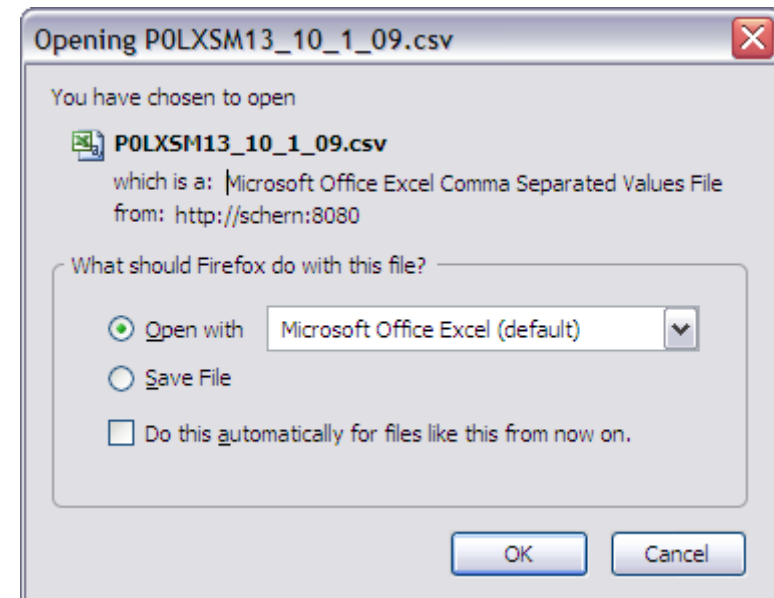 Opening P0LXSM13_10_1_09.csv
You have chosen to open
P0LXSM13_10_1_09.csv
which is a: Microsoft Office Excel Comma Separated Values File
from: http://schern:8080
What should Firefox do with this file?
Open with Microsoft Office Excel (default)
Save File
Do this automatically for files like this from now on.
OK Cancel